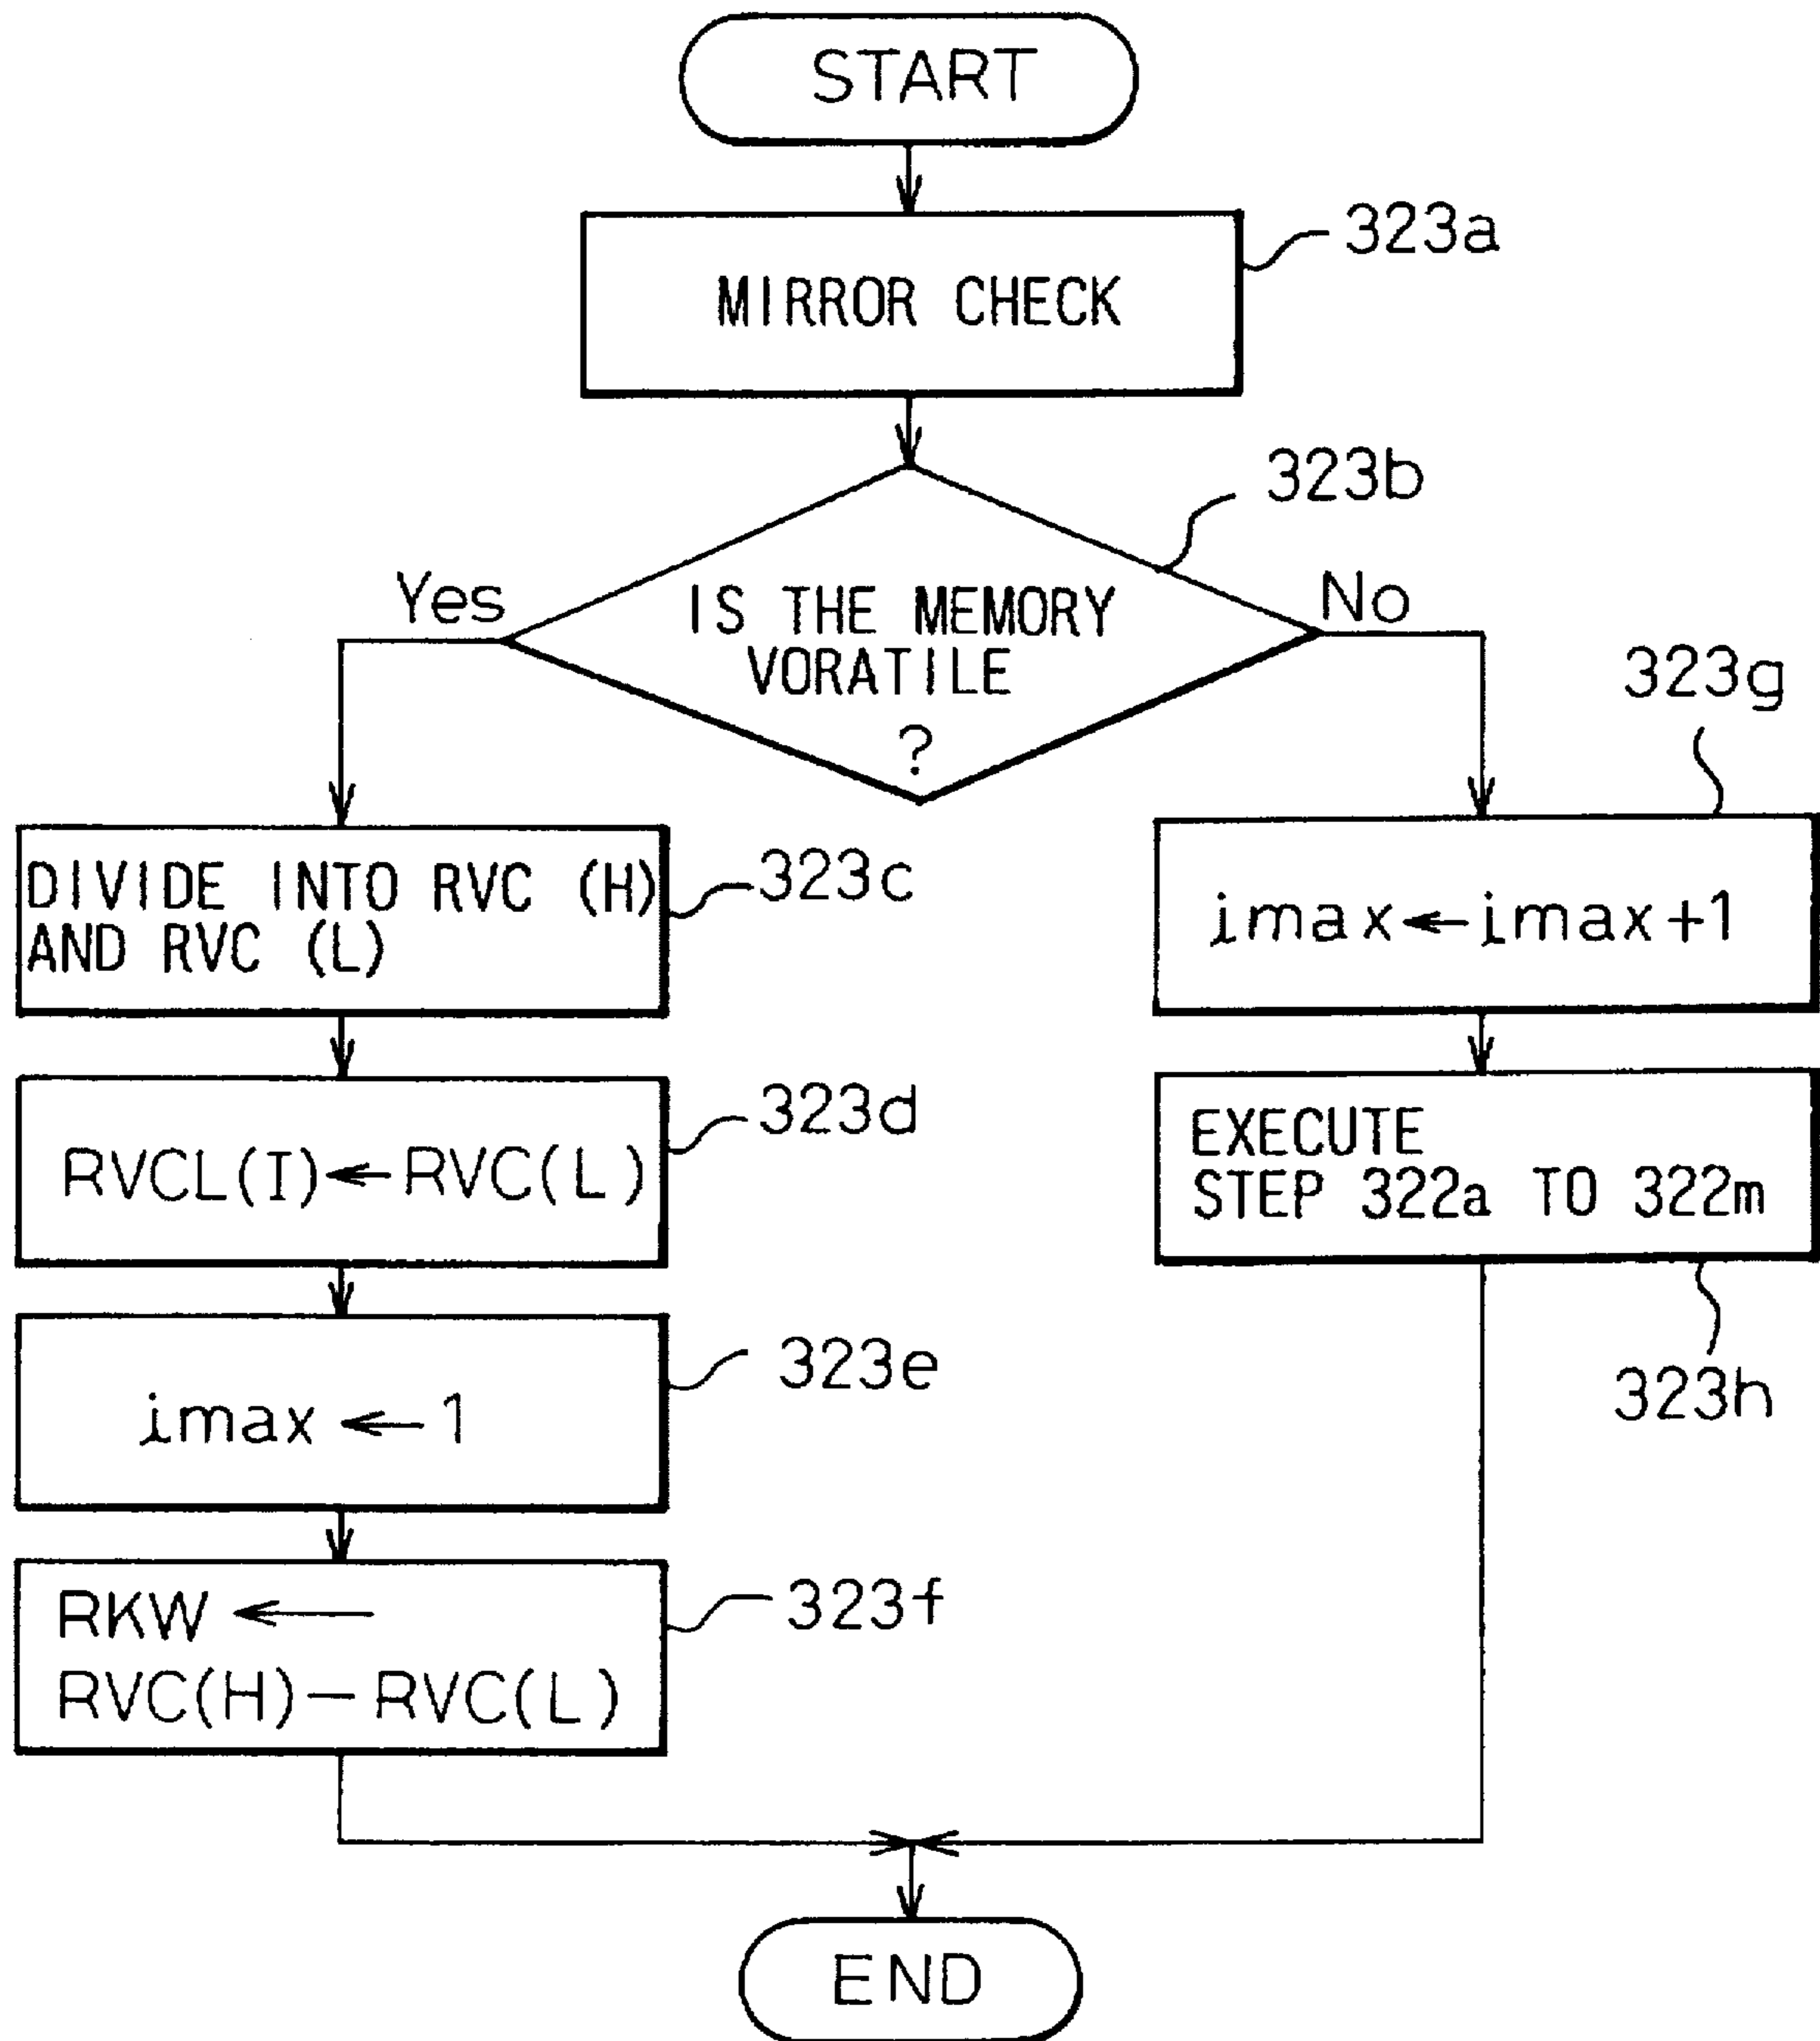 START
323a
MIRROR CHECK
323b
Yes
No
IS THE MEMORY
VORATILE
?
323g
323c
DIVIDE INTO RVC (H)
AND RVC (L)
imax←imax+1
323d
RVCL(I)←RVC(L)
EXECUTE
STEP 322a TO 322m
323e
imax ← 1
323h
323f
RKW ←
RVC(H)−RVC(L)
END